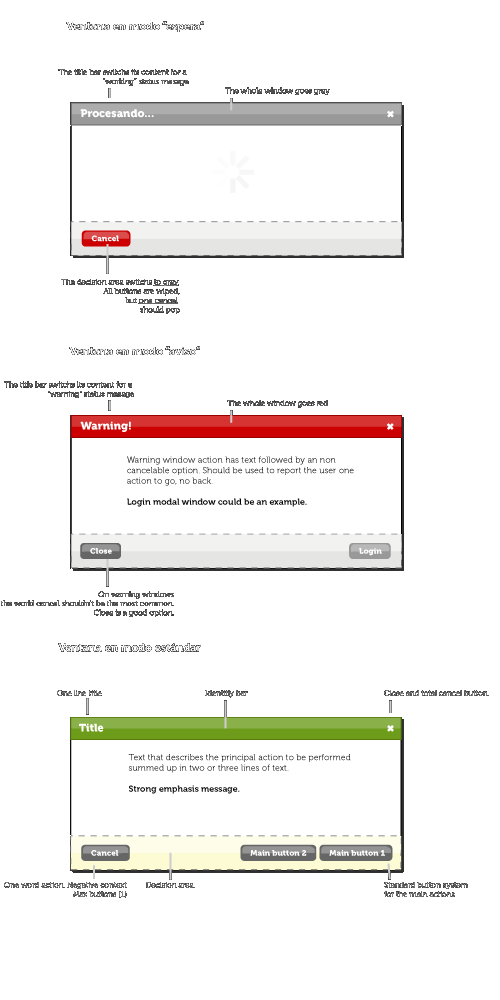 Ventana en modo "espera"
"The title bar switchs its content for a
"working" status mesage
The whole window goes gray
Procesando...
Cancel
The decision area switchs to gray.
All buttons are wiped,
but one cancel
should pop
Ventana en modo "aviso"
The title bar switchs its content for a
"warning" status mesage
The whole window goes red
Warning!
Warning window action has text followed by an non
cancelable option. Should be used to report the user one
action to go, no back.
Login modal window could be an example.
Close
Login
On warning windows
the world cancel shouldn't be the most common.
Close is a good option.
Ventana en modo estándar
One line title
Identitiy bar
Close and total cancel button.
Title
Text that describes the principal action to be performed
summed up in two or three lines of text.
Strong emphasis message.
Cancel
Main button 2
Main button 1
One word action. Negative context
Max buttons (1)
Decision area.
Standard button system
for the main actions